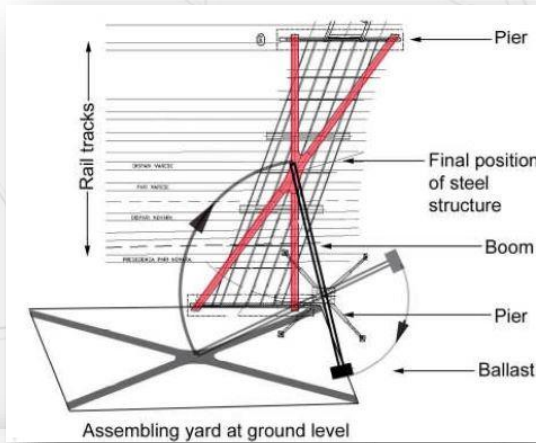 Pier
Rail tracks
Final position
of steel
structure
Boom
Pier
Ballast
Assembling yard at ground level